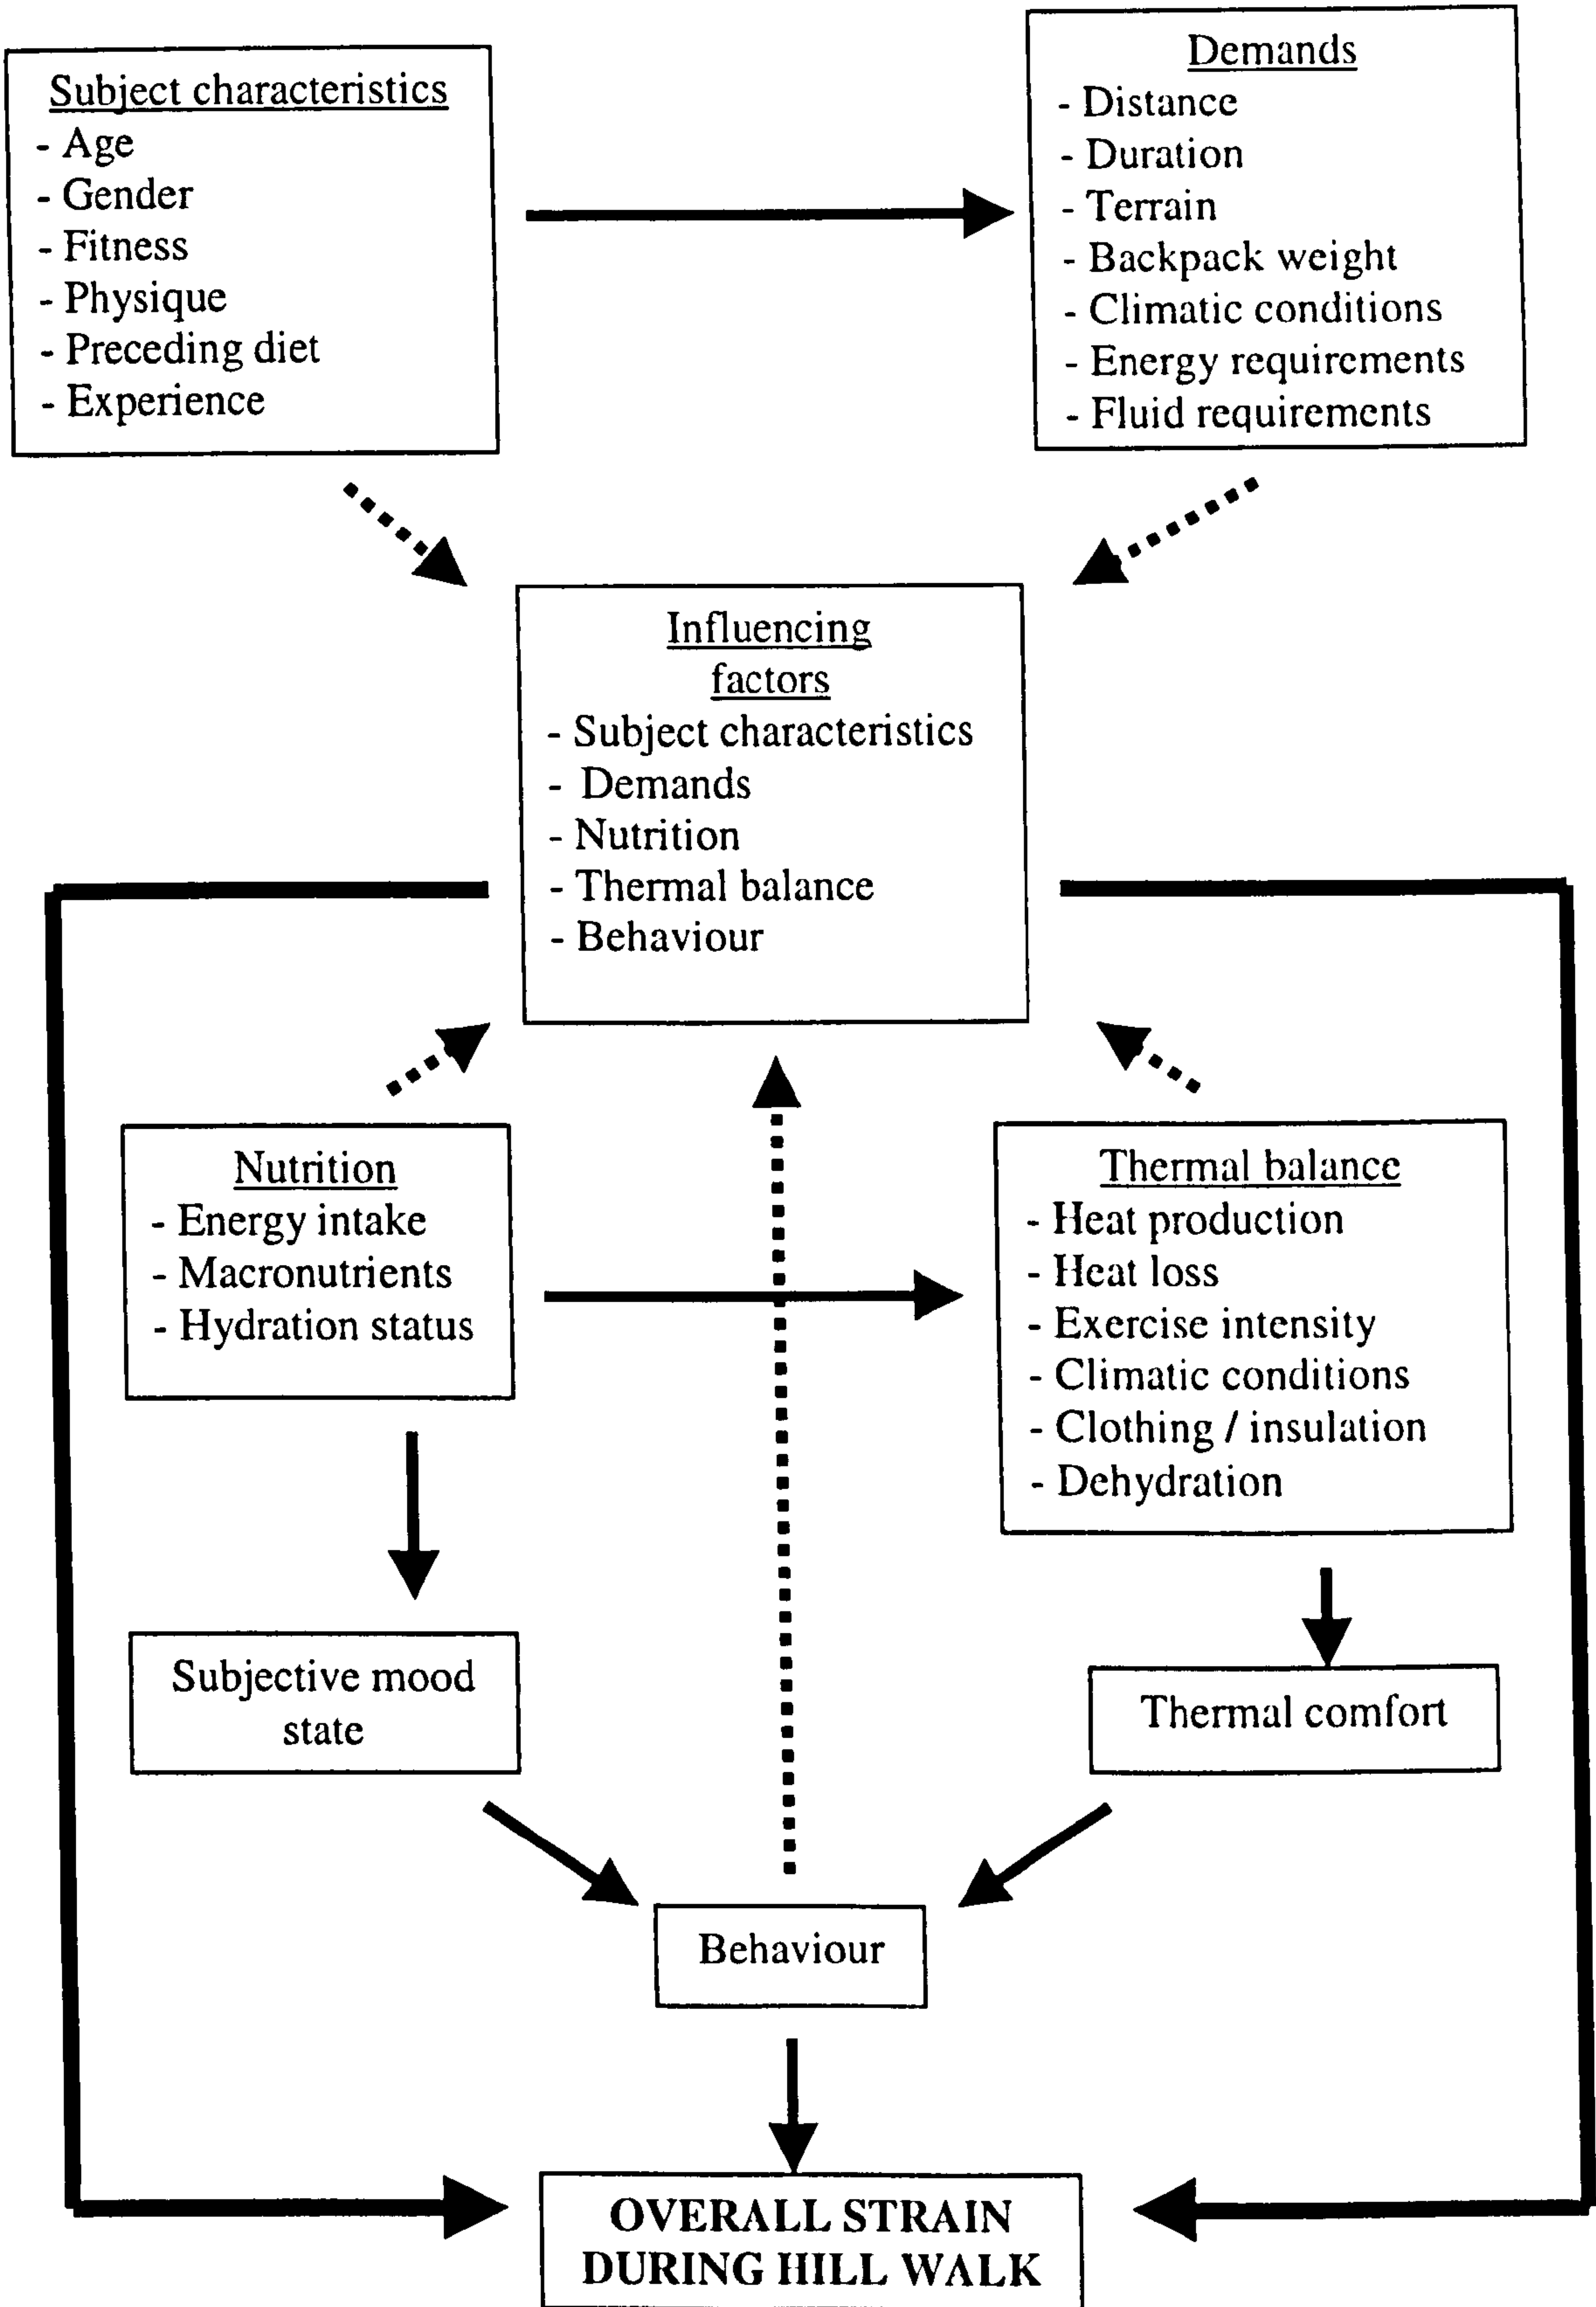 Subject characteristics
- Age
- Gender
- Fitness
- Physique
- Preceding diet
- Experience
Demands
- Distance
- Duration
- Terrain
- Backpack weight
- Climatic conditions
- Energy requirements
- Fluid requirements
Influencing
factors
- Subject characteristics
- Demands
- Nutrition
- Thermal balance
- Behaviour
Nutrition
- Energy intake
- Macronutrients
- Hydration status
Thermal balance
- Heat production
- Heat loss
- Exercise intensity
- Climatic conditions
- Clothing / insulation
- Dehydration
Subjective mood
state
Thermal comfort
Behaviour
OVERALL STRAIN
DURING HILL WALK